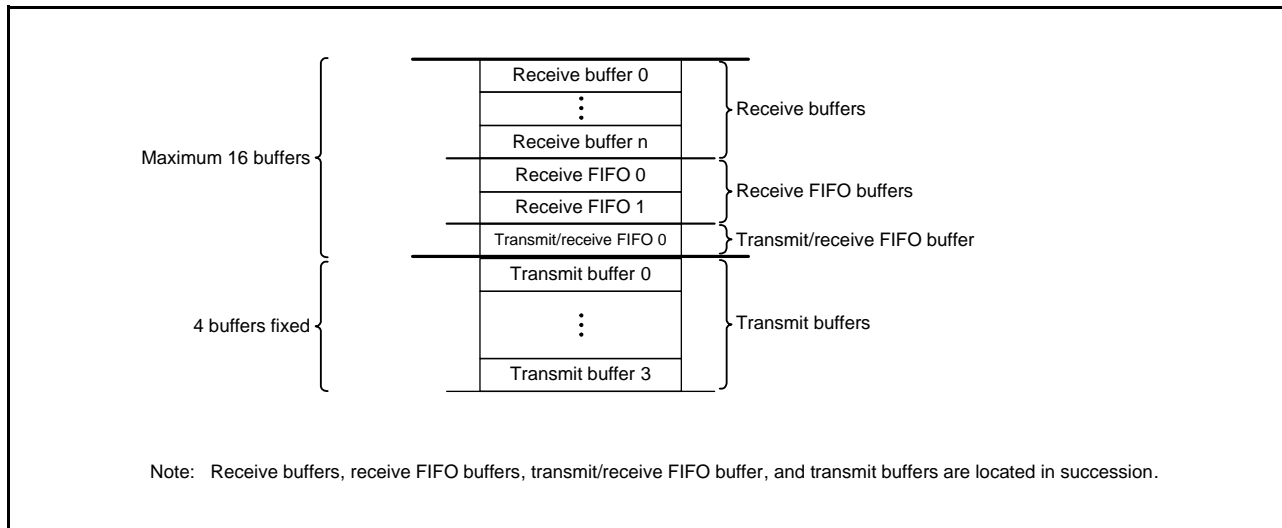 Receive buffer 0
⋮
Receive buffer n
Receive buffers
Maximum 16 buffers
Receive FIFO 0
Receive FIFO 1
Receive FIFO buffers
Transmit/receive FIFO 0
Transmit/receive FIFO buffer
Transmit buffer 0
⋮
4 buffers fixed
Transmit buffers
Transmit buffer 3
Note: Receive buffers, receive FIFO buffers, transmit/receive FIFO buffer, and transmit buffers are located in succession.